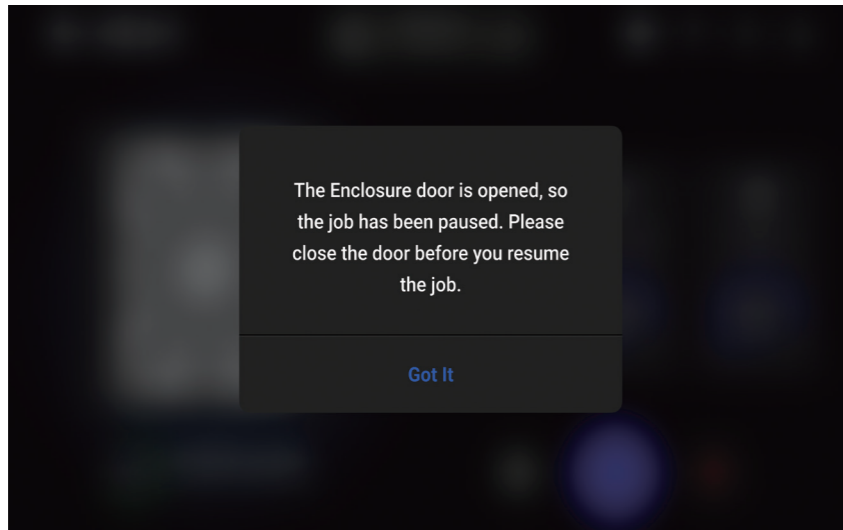 The Enclosure door is opened, so
the job has been paused. Please
close the door before you resume
the job.
Got It